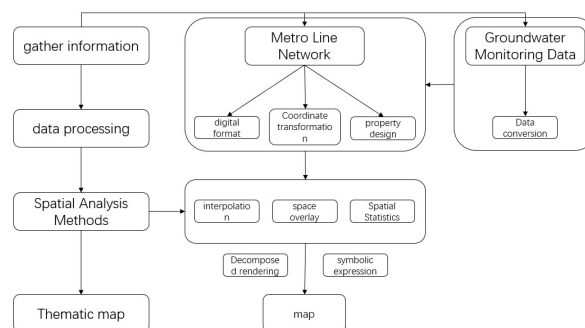 gather information
Metro Line
Network
Groundwater
Monitoring Data
data processing
digital
format
Coordinate
transformatio
n
property
design
Data
conversion
Spatial Analysis
Methods
interpolatio
n
space
overlay
Spatial
Statistics
Decompose
d rendering
symbolic
expression
Thematic map
map